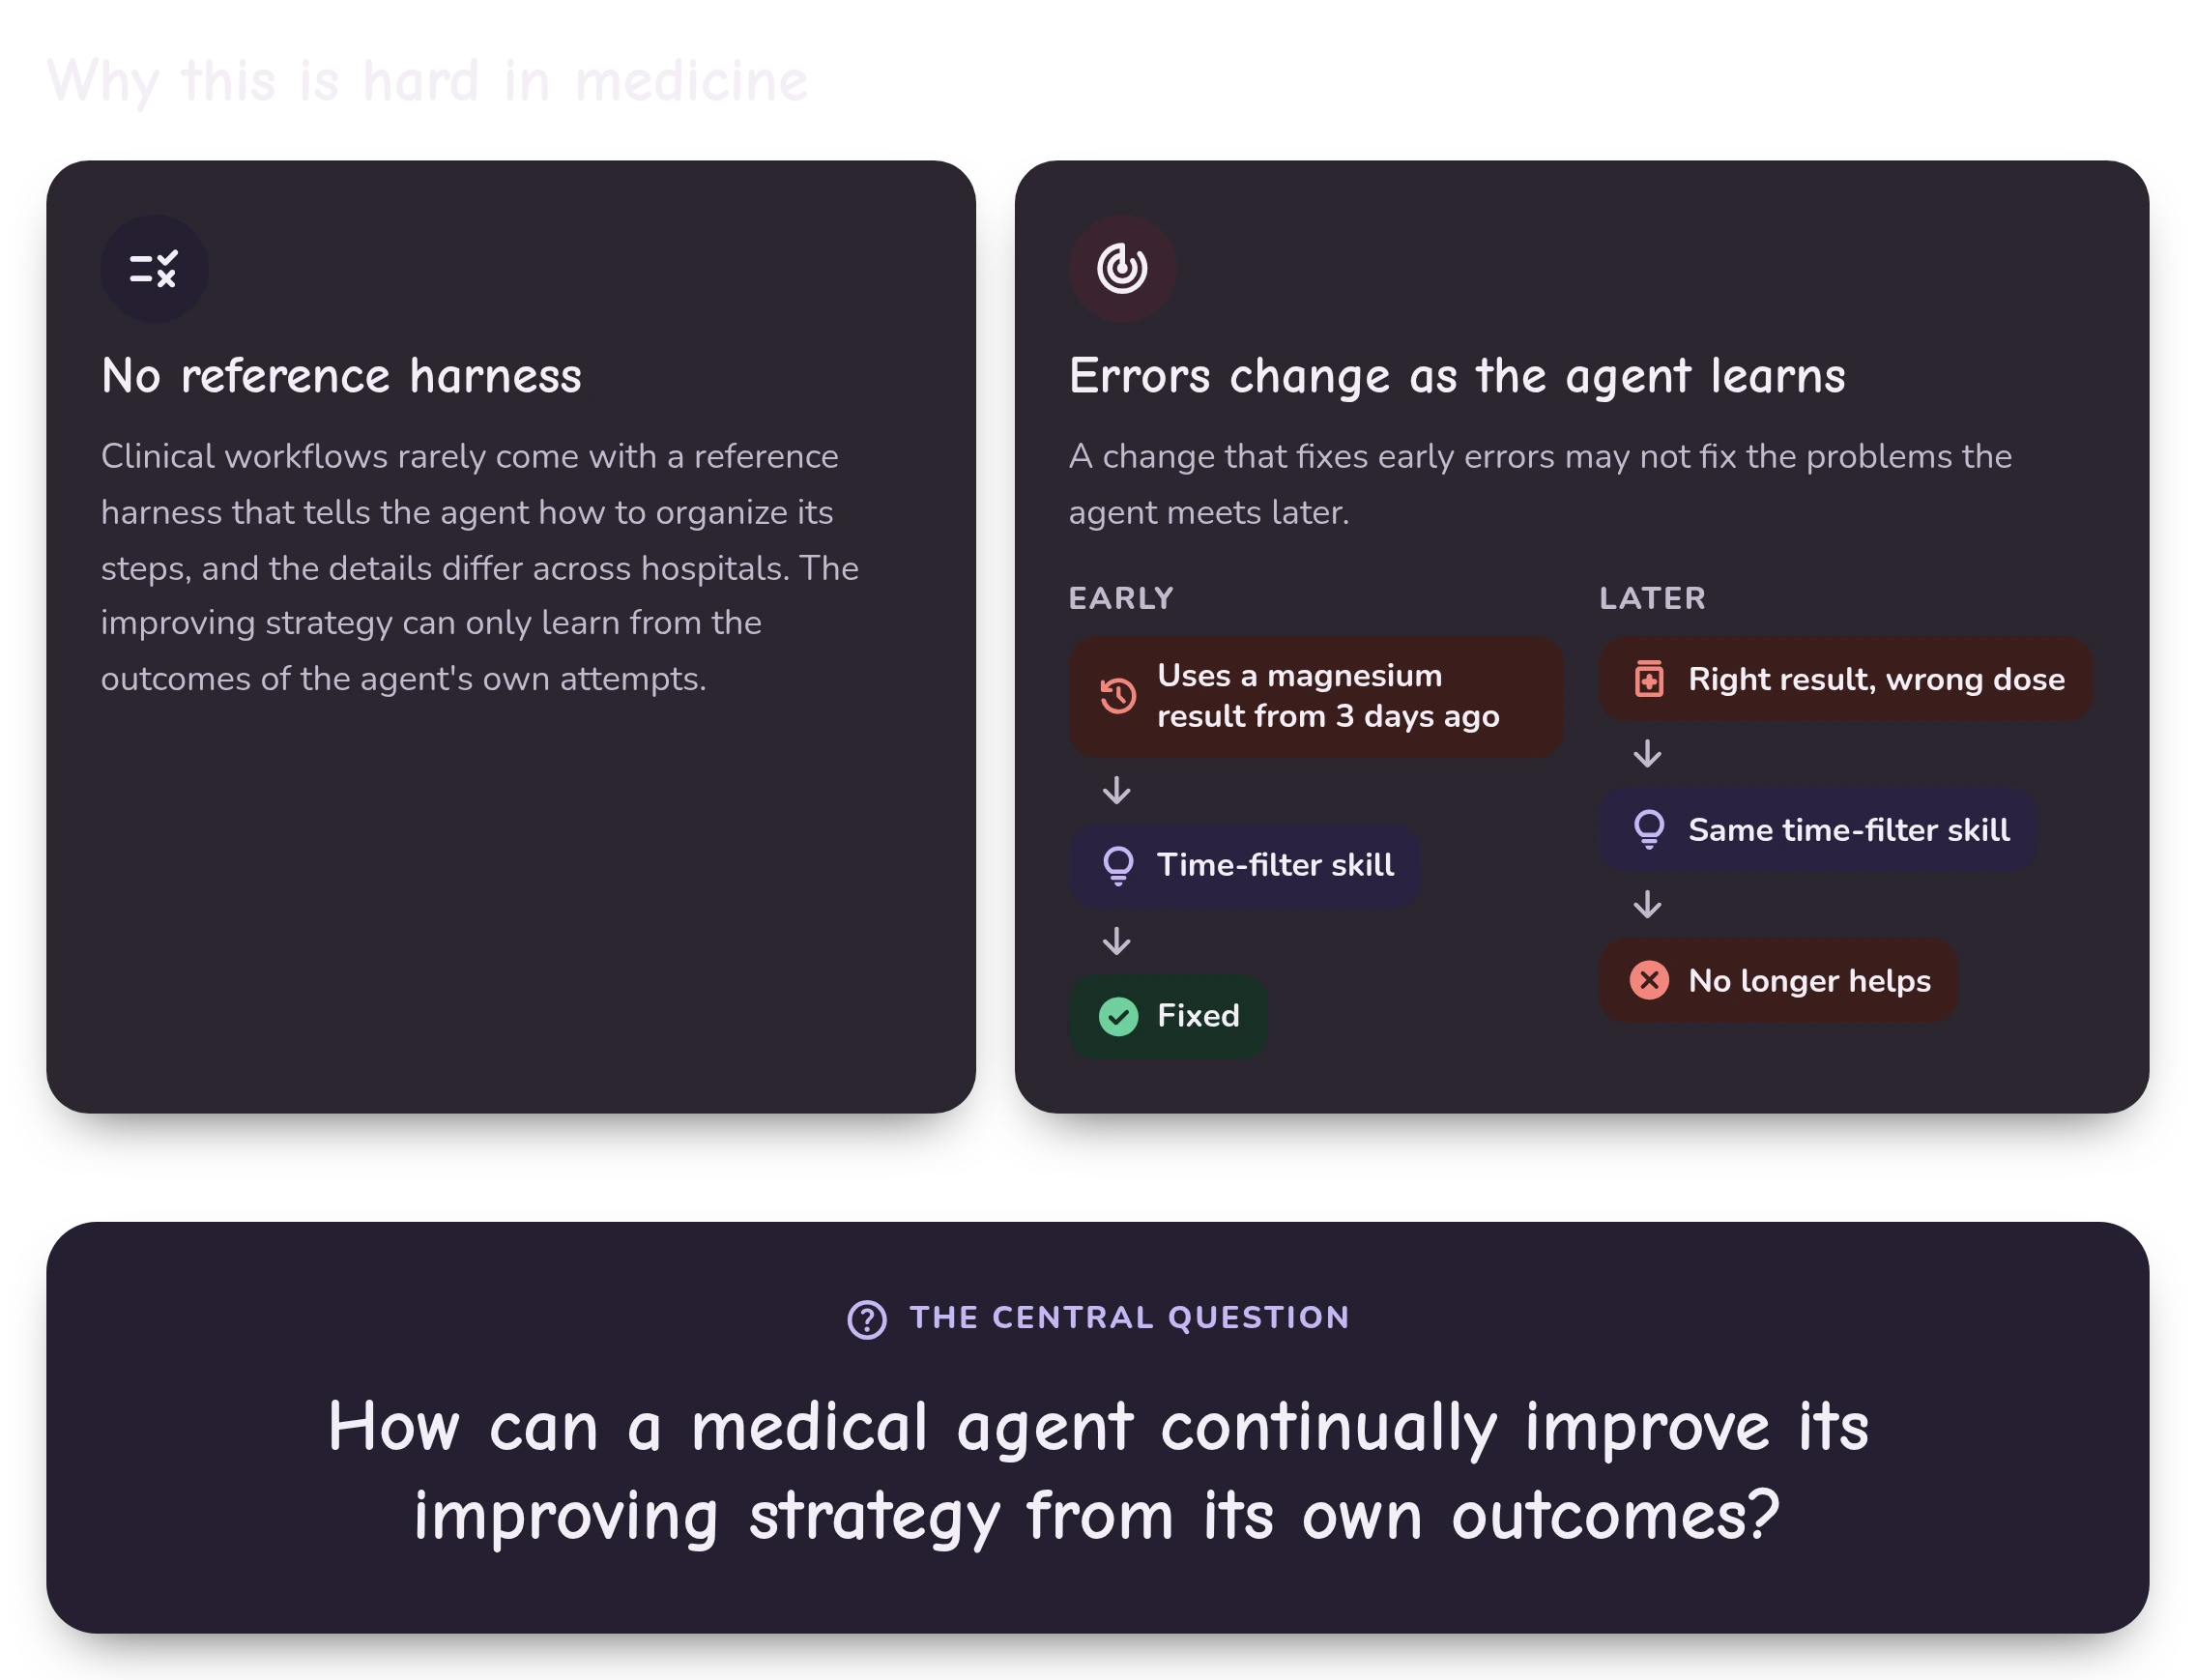 Why this is hard in medicine
No reference harness
Clinical workflows rarely come with a reference
harness that tells the agent how to organize its
steps, and the details differ across hospitals. The
improving strategy can only learn from the
outcomes of the agent's own attempts.
Errors change as the agent learns
A change that fixes early errors may not fix the problems the
agent meets later.
EARLY
Uses a magnesium
result from 3 days ago
Time-filter skill
Fixed
LATER
Right result, wrong dose
Same time-filter skill
No longer helps
THE CENTRAL QUESTION
How can a medical agent continually improve its
improving strategy from its own outcomes?